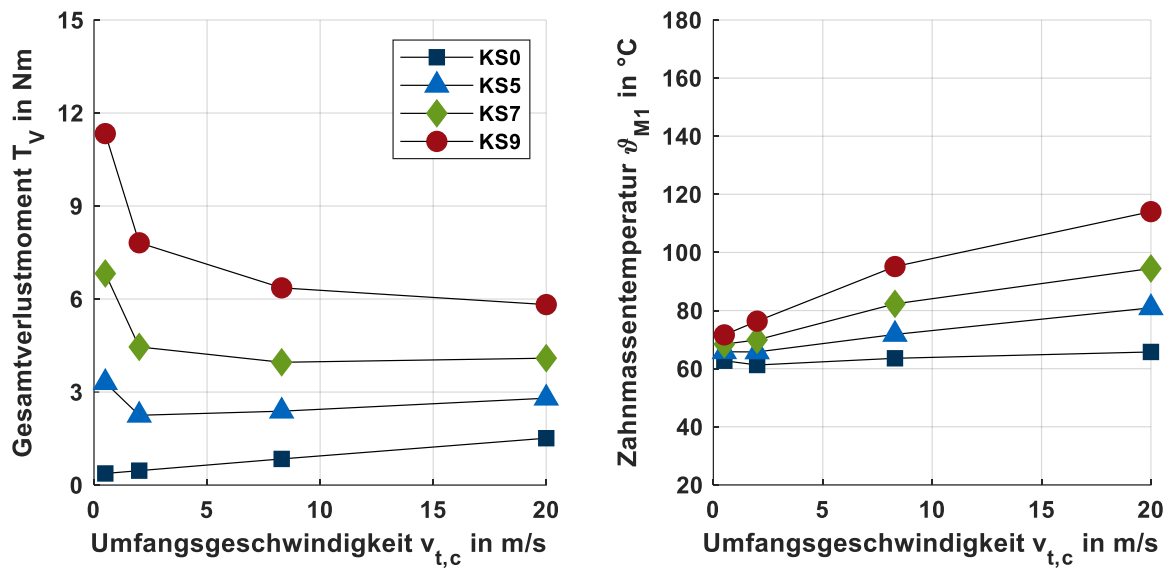 Gesamtverlustmoment T_V in Nm
15
12
9
6
3
0
KS0
KS5
KS7
KS9
0 5 10 15 20
Umfangsgeschwindigkeit v_t,c in m/s
Zahnmassentemperatur ϑ_M1 in °C
180
160
140
120
100
80
60
40
20
0 5 10 15 20
Umfangsgeschwindigkeit v_t,c in m/s